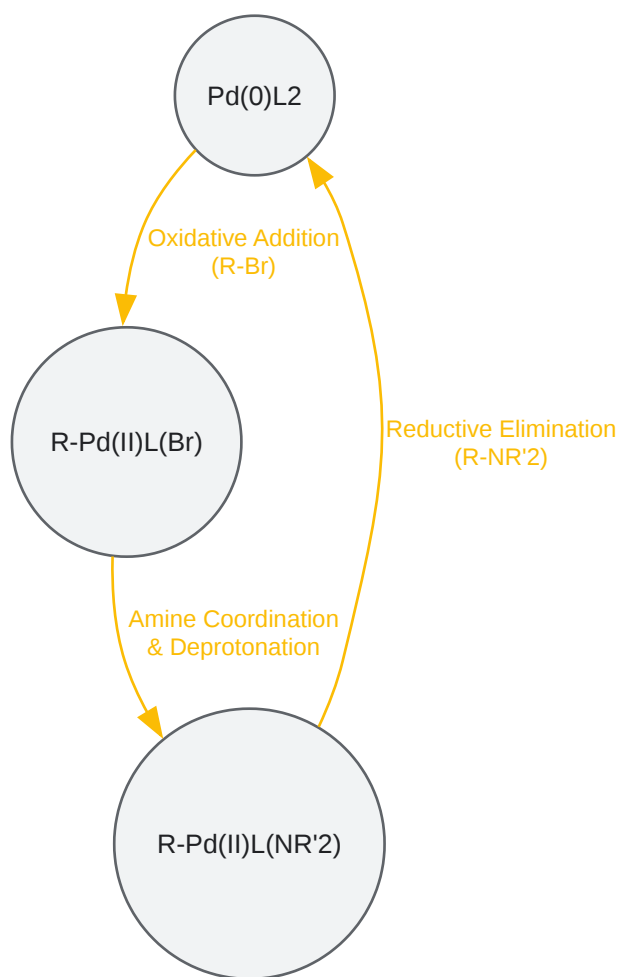 Pd(0)L2
Oxidative Addition
(R-Br)
R-Pd(II)L(Br)
Reductive Elimination
(R-NR'2)
Amine Coordination
& Deprotonation
R-Pd(II)L(NR'2)